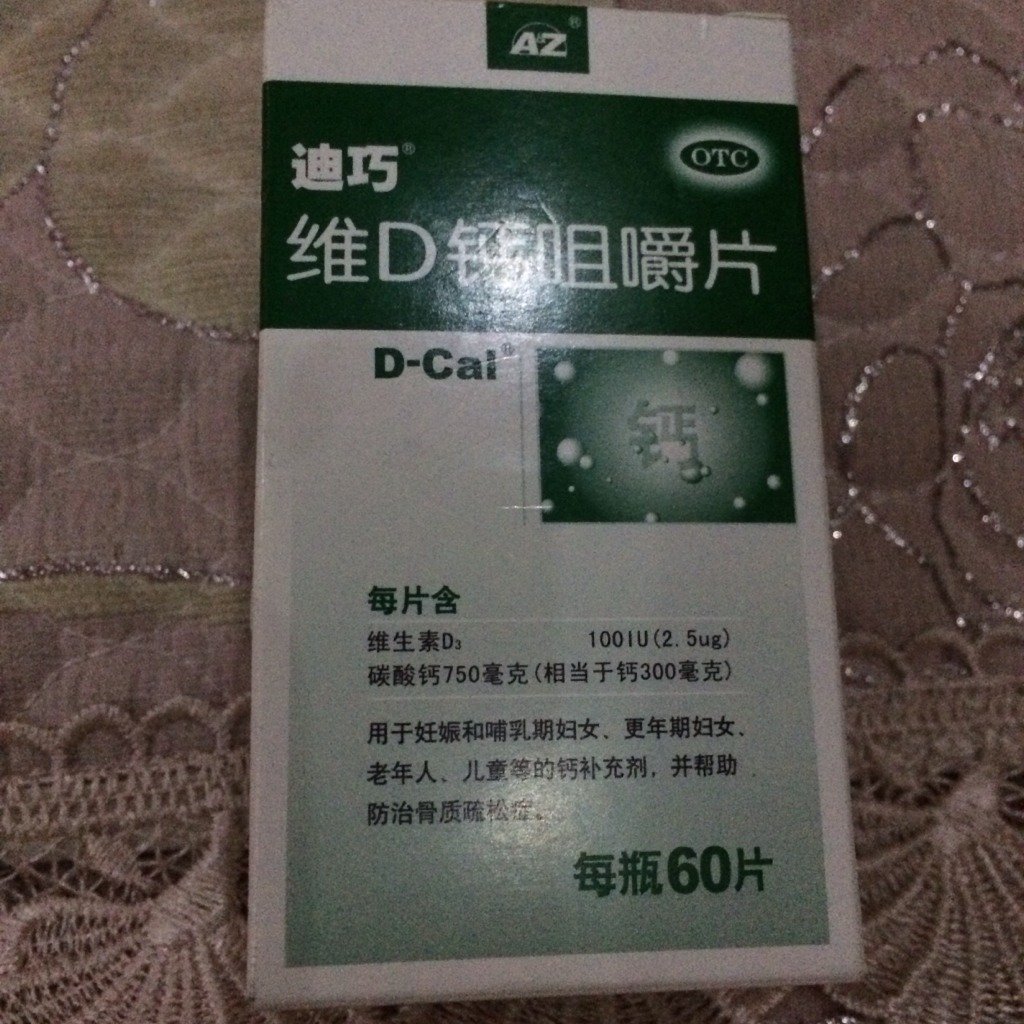 A&Z®
OTC
迪巧®
维D钙咀嚼片
D-Cal®
钙
每片含
维生素D₃ 100IU(2.5ug)
碳酸钙750毫克(相当于钙300毫克)
用于妊娠和哺乳期妇女、更年期妇女、
老年人、儿童等的钙补充剂，并帮助
防治骨质疏松症。
每瓶60片